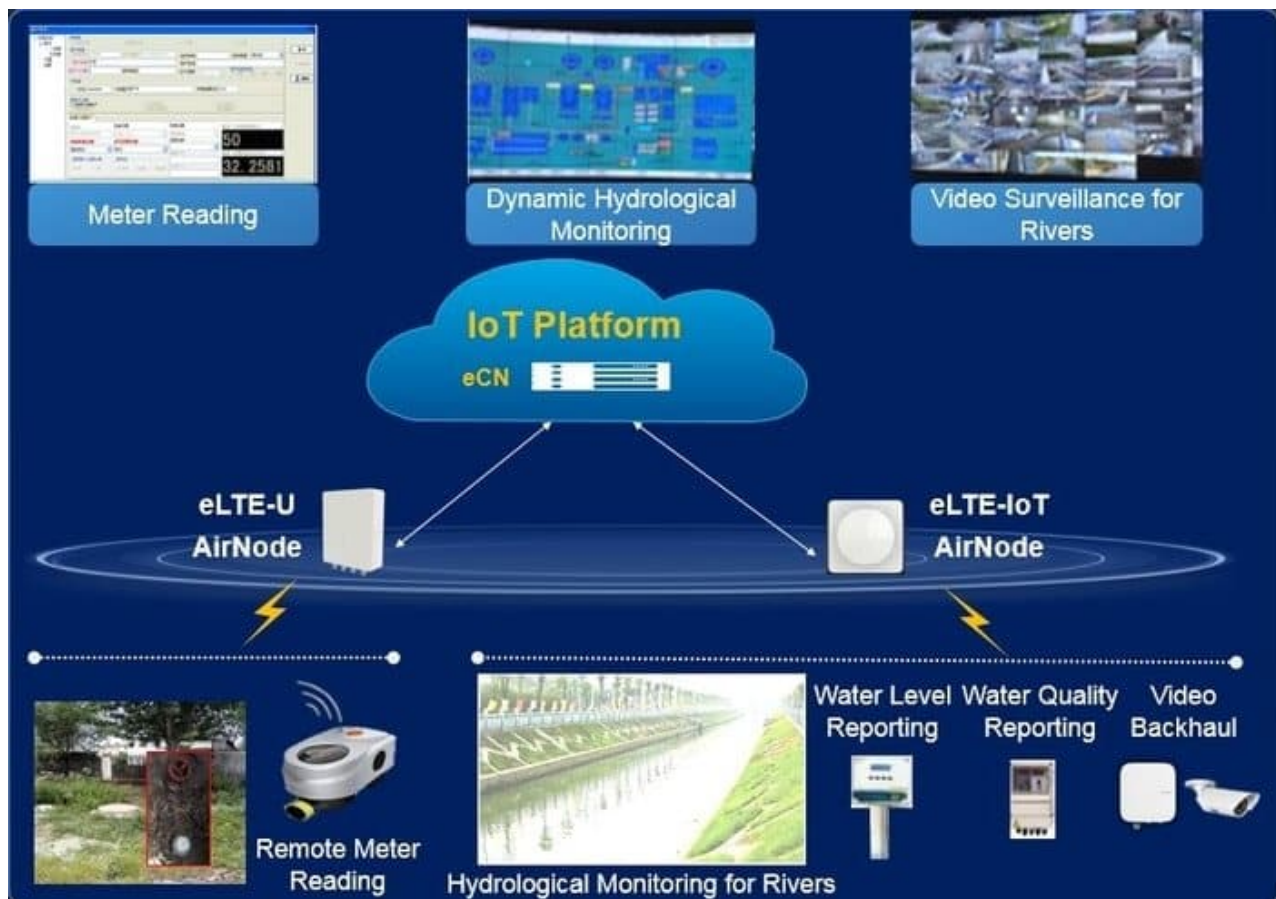 50
32.2581
Meter Reading
Dynamic Hydrological
Monitoring
Video Surveillance for
Rivers
IoT Platform
eCN
eLTE-U
AirNode
eLTE-IoT
AirNode
Remote Meter
Reading
Hydrological Monitoring for Rivers
Water Level
Reporting
Water Quality
Reporting
Video
Backhaul